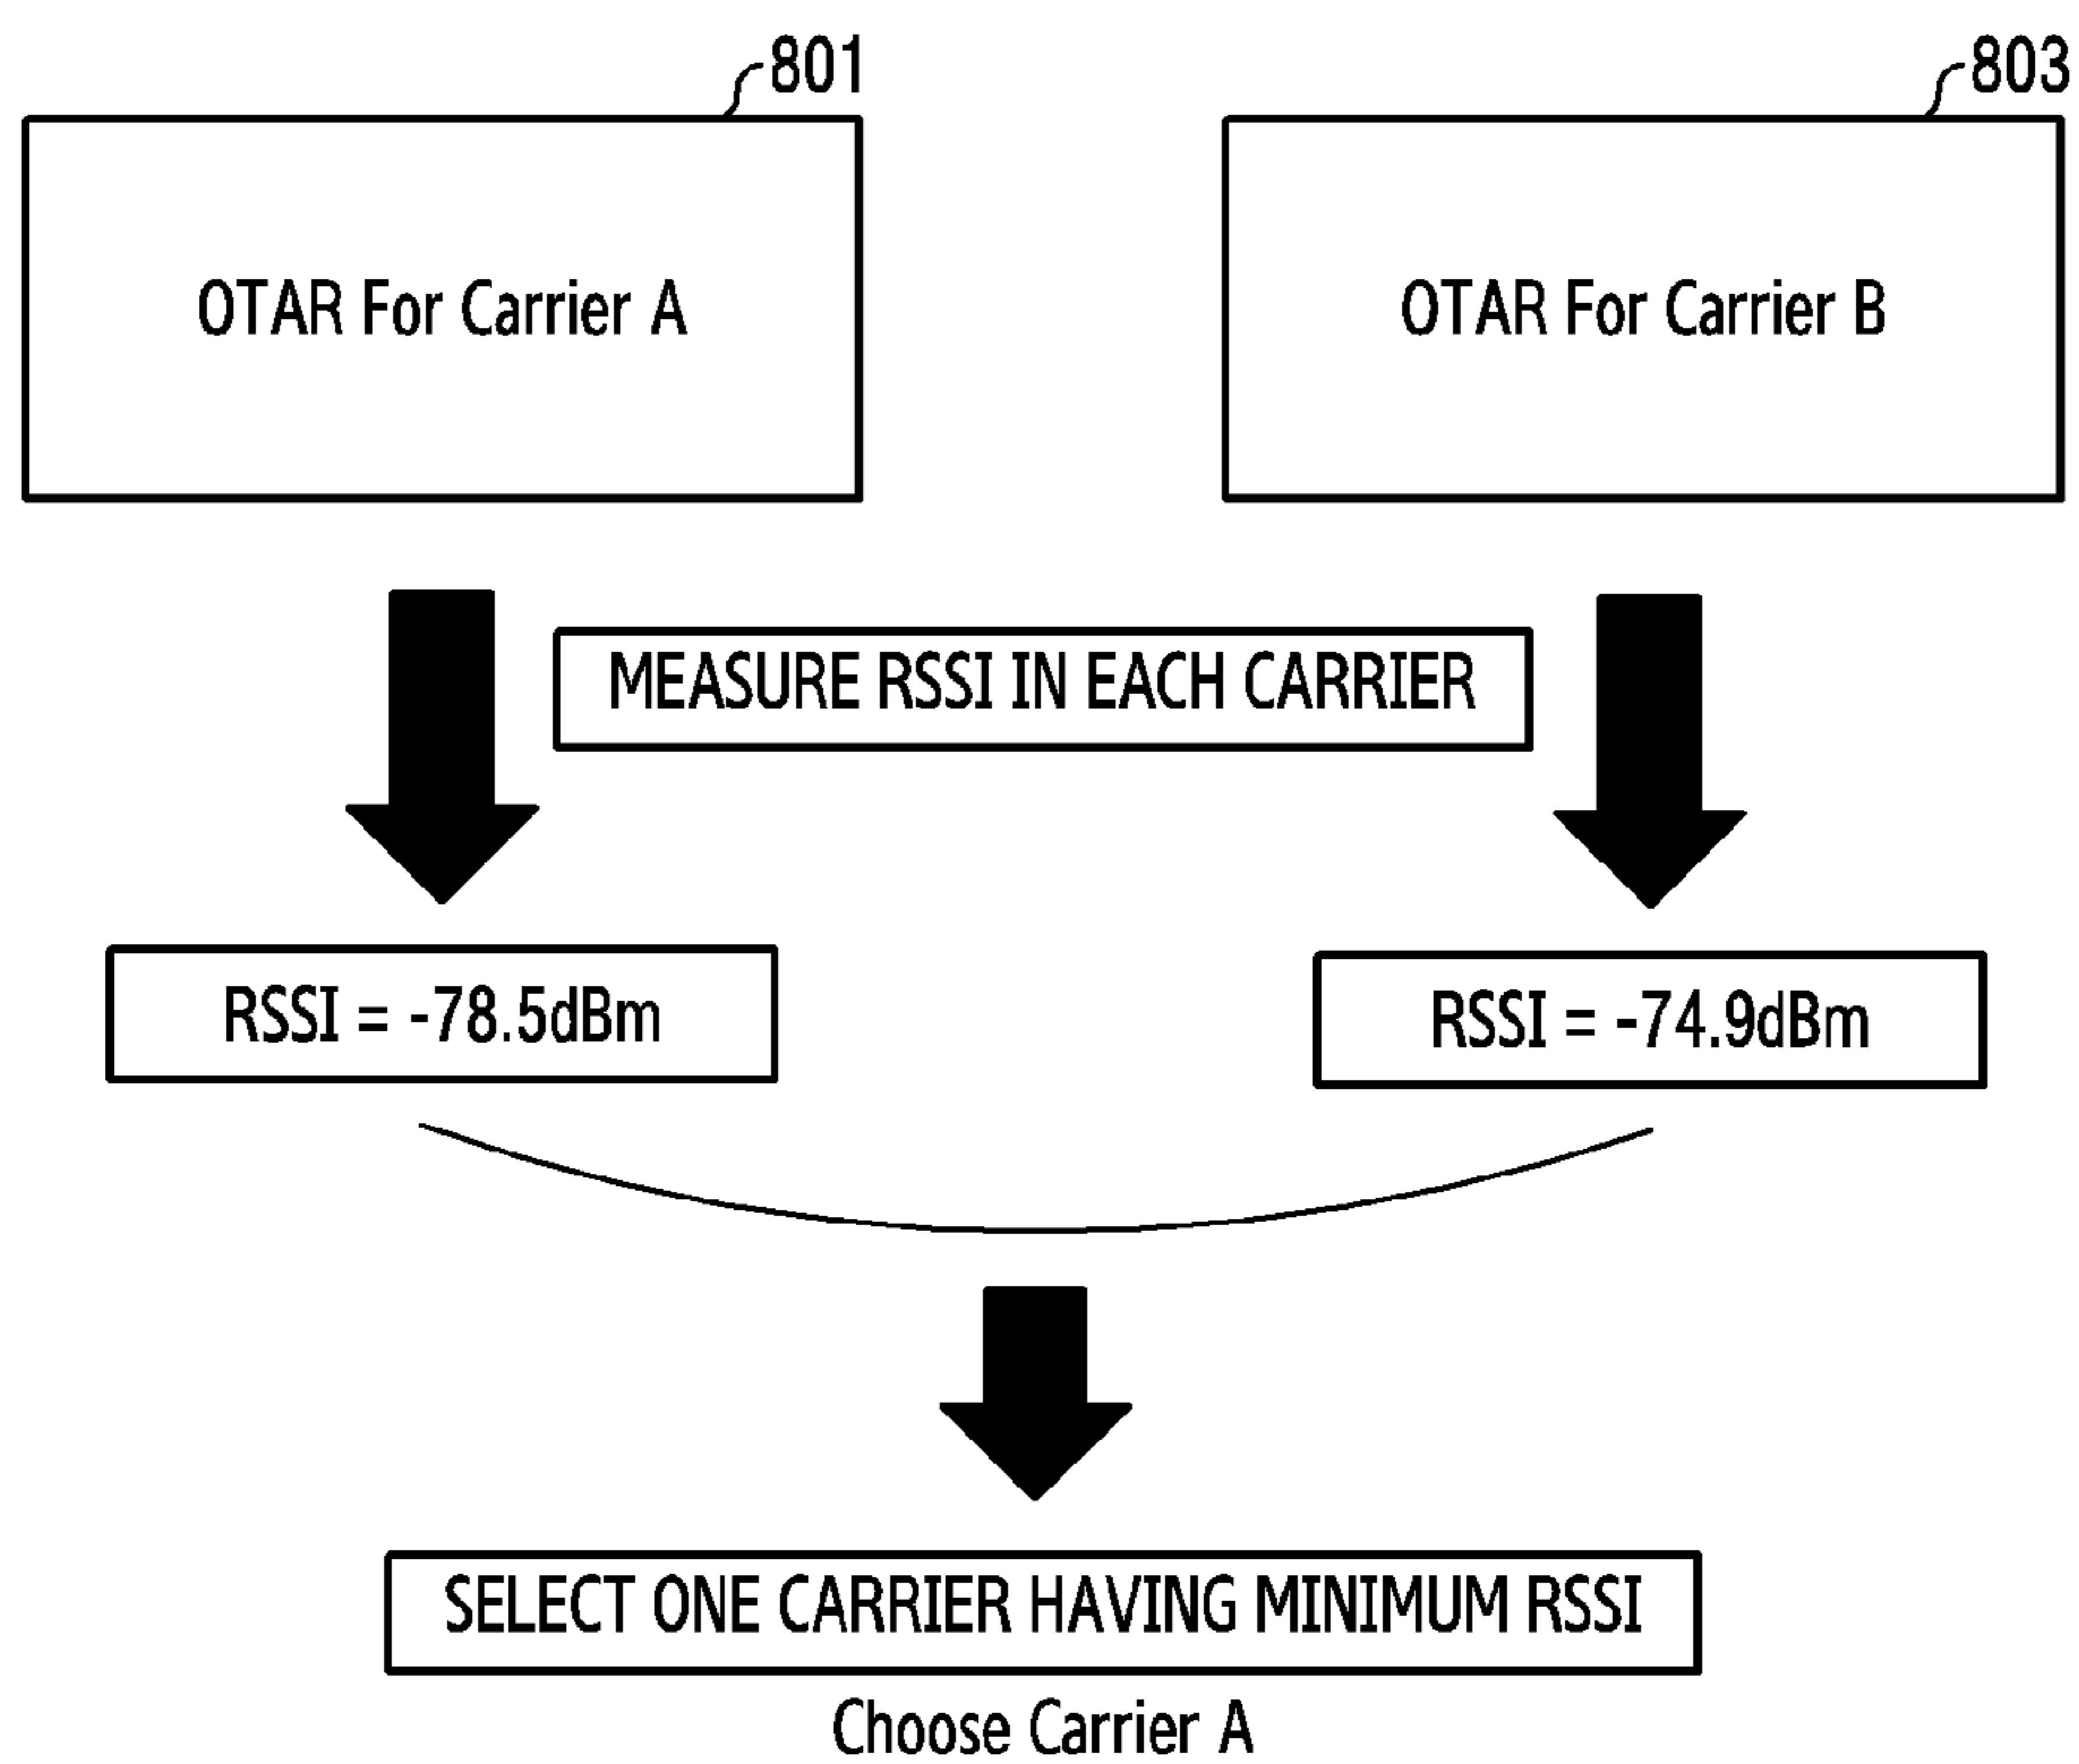 801
803
OTAR For Carrier A
OTAR For Carrier B
MEASURE RSSI IN EACH CARRIER
RSSI = -78.5dBm
RSSI = -74.9dBm
SELECT ONE CARRIER HAVING MINIMUM RSSI
Choose Carrier A